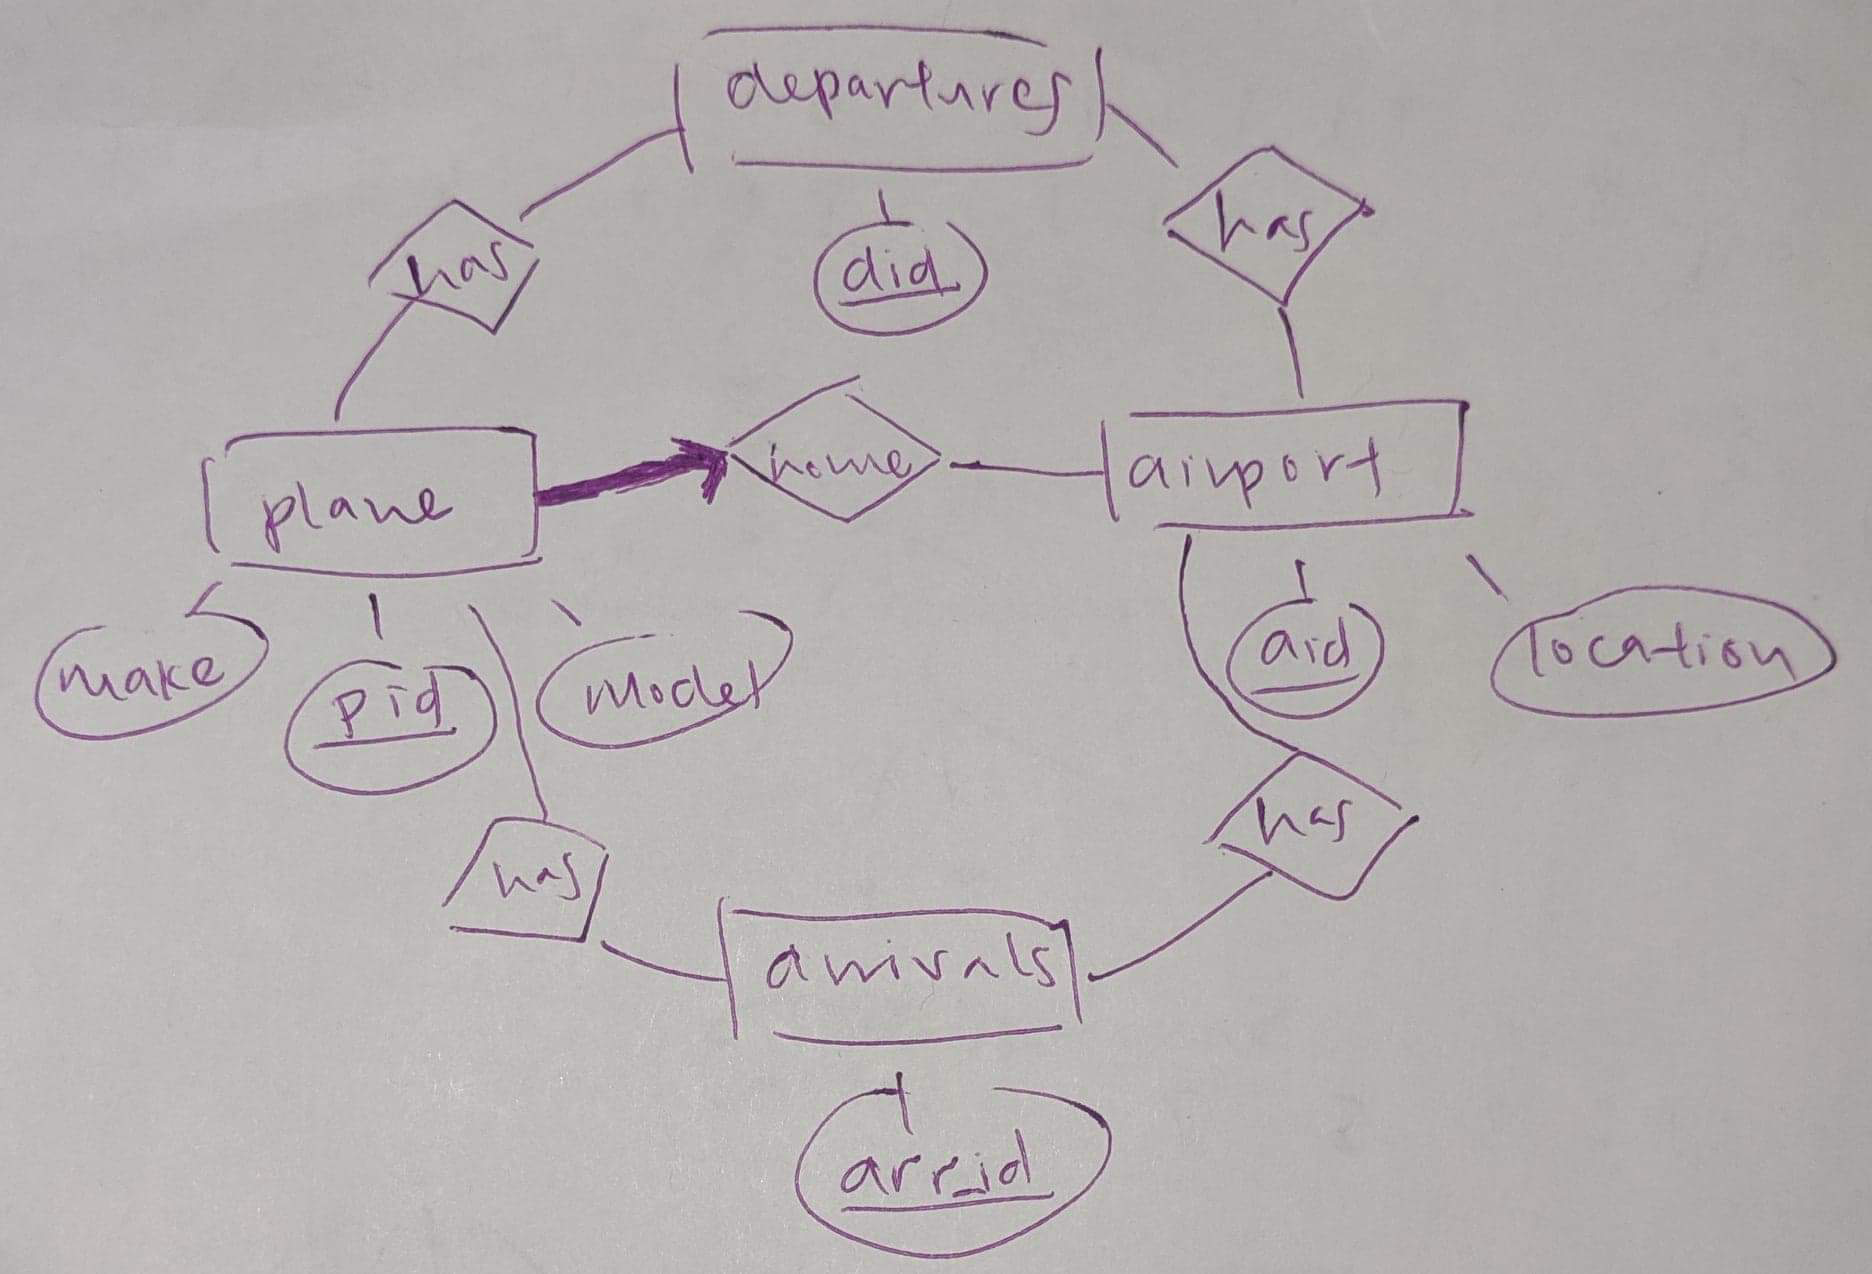 departures
has
has
did
plane
home
airport
make
pid
model
aid
location
has
has
arrivals
arr_id